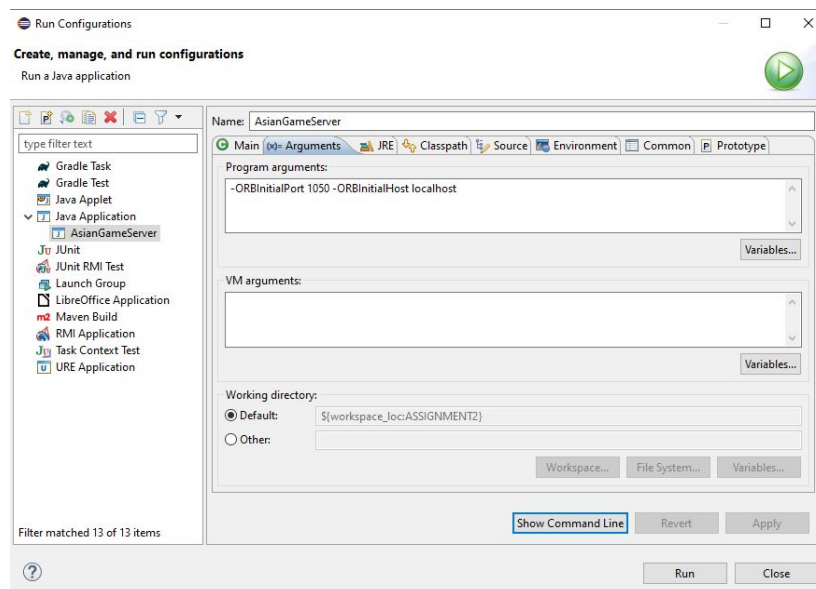 Run Configurations
Create, manage, and run configurations
Run a Java application
type filter text
Gradle Task
Gradle Test
Java Applet
Java Application
AsianGameServer
JUnit
JUnit RMI Test
Launch Group
LibreOffice Application
m2 Maven Build
RMI Application
Task Context Test
URE Application
Filter matched 13 of 13 items
Name: AsianGameServer
Main (x)= Arguments JRE Classpath Source Environment Common P Prototype
Program arguments:
-ORBInitialPort 1050 -ORBInitialHost localhost
Variables...
VM arguments:
Variables...
Working directory:
Default: ${workspace_loc:ASSIGNMENT2}
Other:
Workspace... File System... Variables...
Show Command Line Revert Apply
Run Close